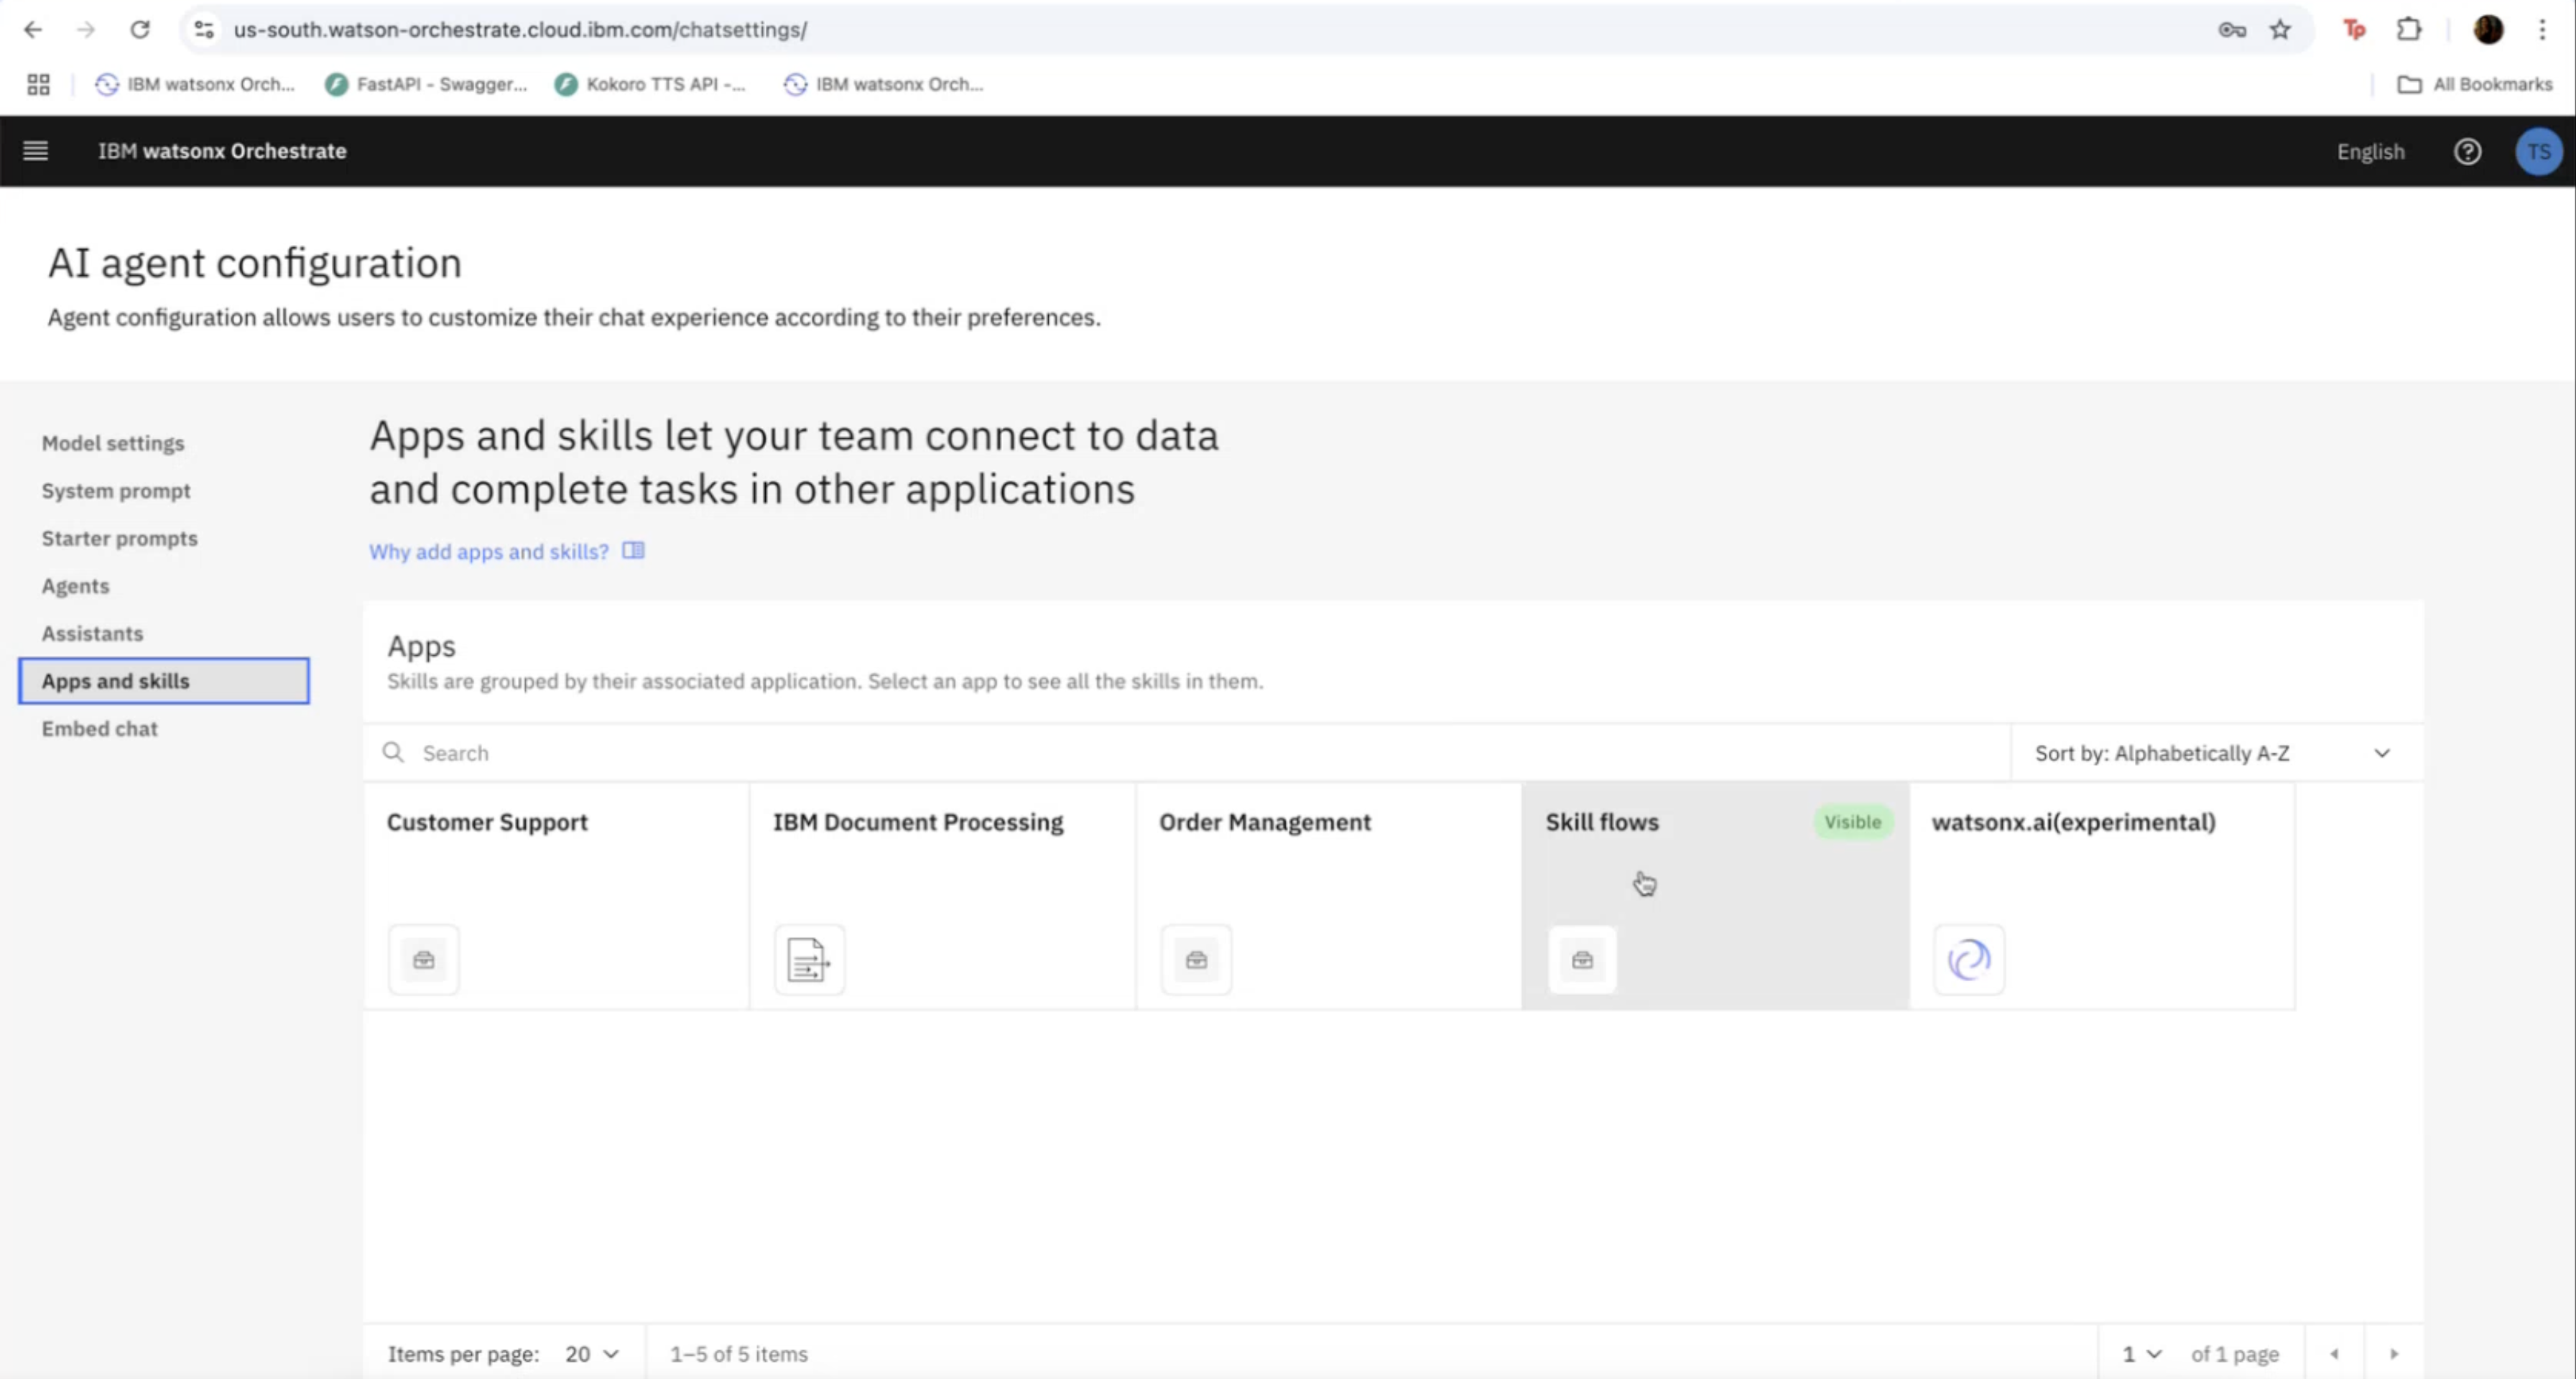 us-south.watson-orchestrate.cloud.ibm.com/chatsettings/
Tp
IBM watsonx Orch...
FastAPI - Swagger...
Kokoro TTS API -...
IBM watsonx Orch...
All Bookmarks
IBM watsonx Orchestrate
English
TS
AI agent configuration
Agent configuration allows users to customize their chat experience according to their preferences.
Model settings
System prompt
Starter prompts
Agents
Assistants
Apps and skills
Embed chat
Apps and skills let your team connect to data
and complete tasks in other applications
Why add apps and skills?
Apps
Skills are grouped by their associated application. Select an app to see all the skills in them.
Search
Sort by: Alphabetically A-Z
Customer Support
IBM Document Processing
Order Management
Skill flows
Visible
watsonx.ai(experimental)
Items per page: 20
1–5 of 5 items
1
of 1 page